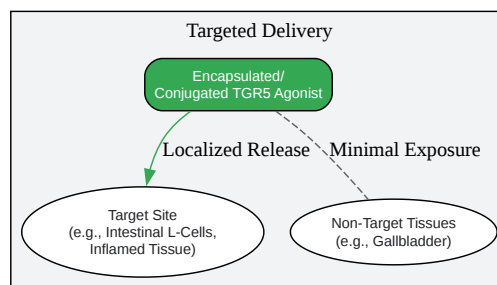 Targeted Delivery
Encapsulated/
Conjugated TGR5 Agonist
Localized Release
Minimal Exposure
Target Site
(e.g., Intestinal L-Cells,
Inflamed Tissue)
Non-Target Tissues
(e.g., Gallbladder)